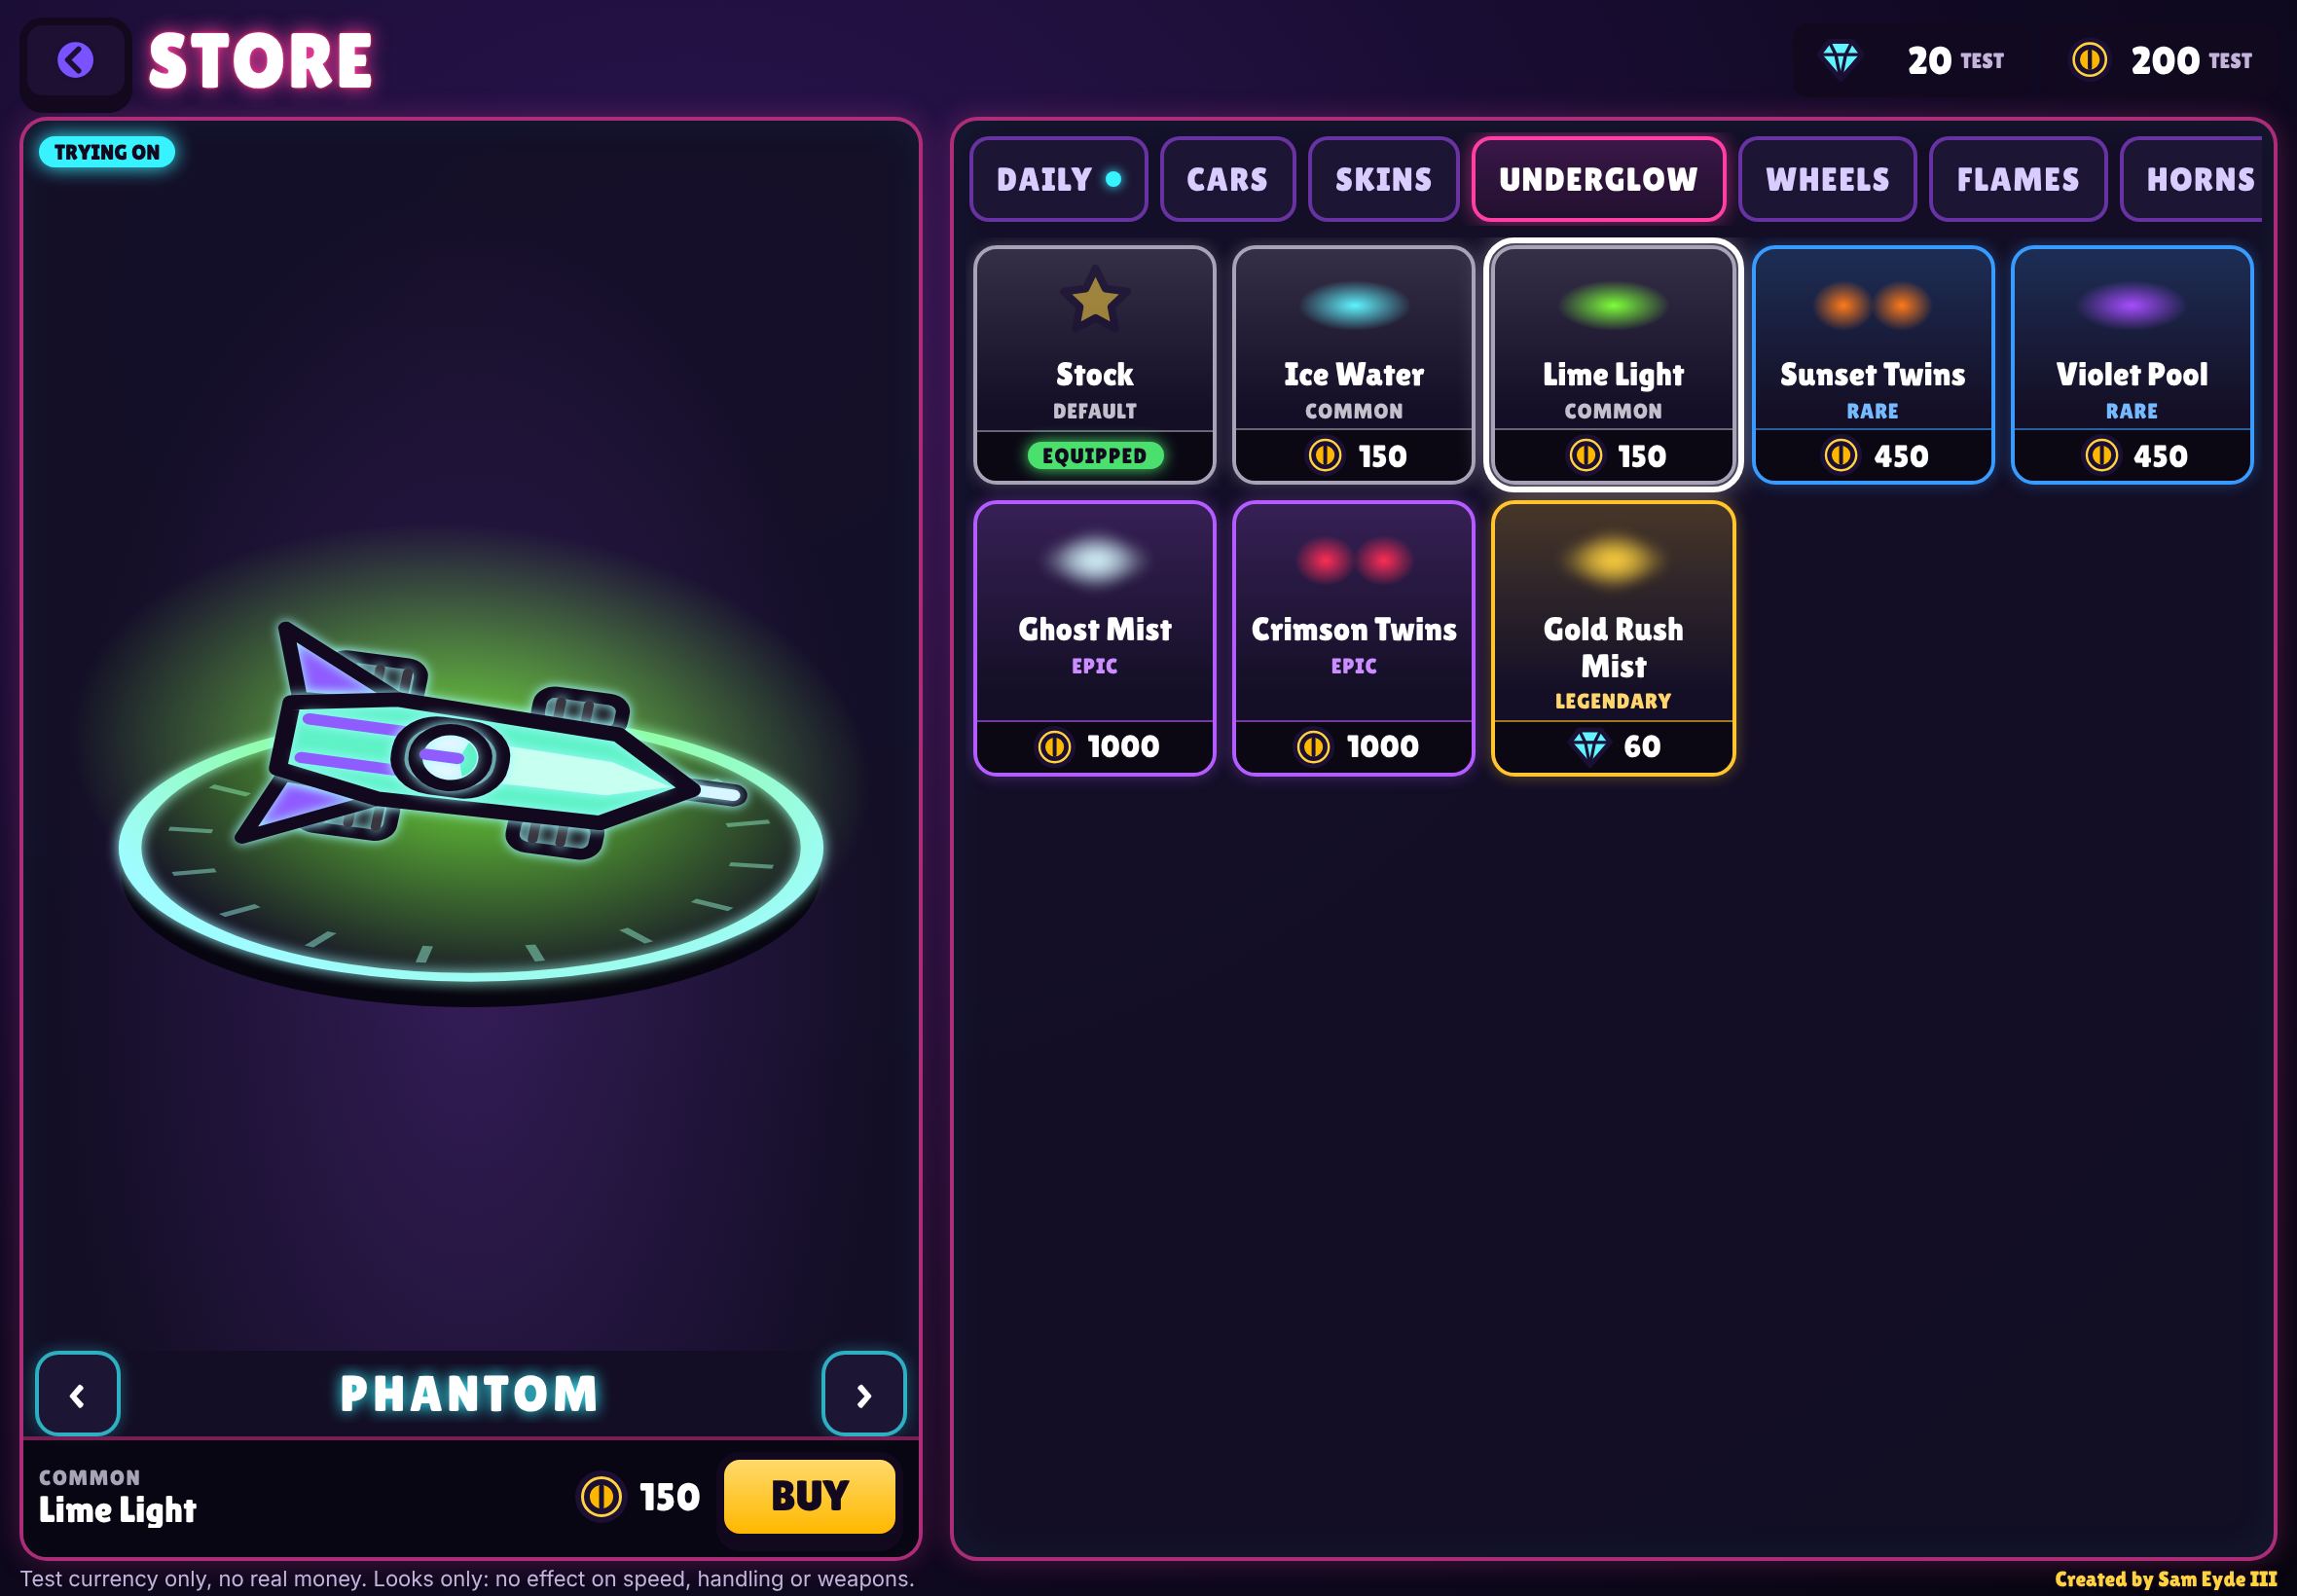 STORE
20 TEST
200 TEST
TRYING ON
PHANTOM
COMMON
Lime Light
150
BUY
DAILY
CARS
SKINS
UNDERGLOW
WHEELS
FLAMES
HORNS
Stock
DEFAULT
EQUIPPED
Ice Water
COMMON
150
Lime Light
COMMON
150
Sunset Twins
RARE
450
Violet Pool
RARE
450
Ghost Mist
EPIC
1000
Crimson Twins
EPIC
1000
Gold Rush
Mist
LEGENDARY
60
Test currency only, no real money. Looks only: no effect on speed, handling or weapons.
Created by Sam Eyde III